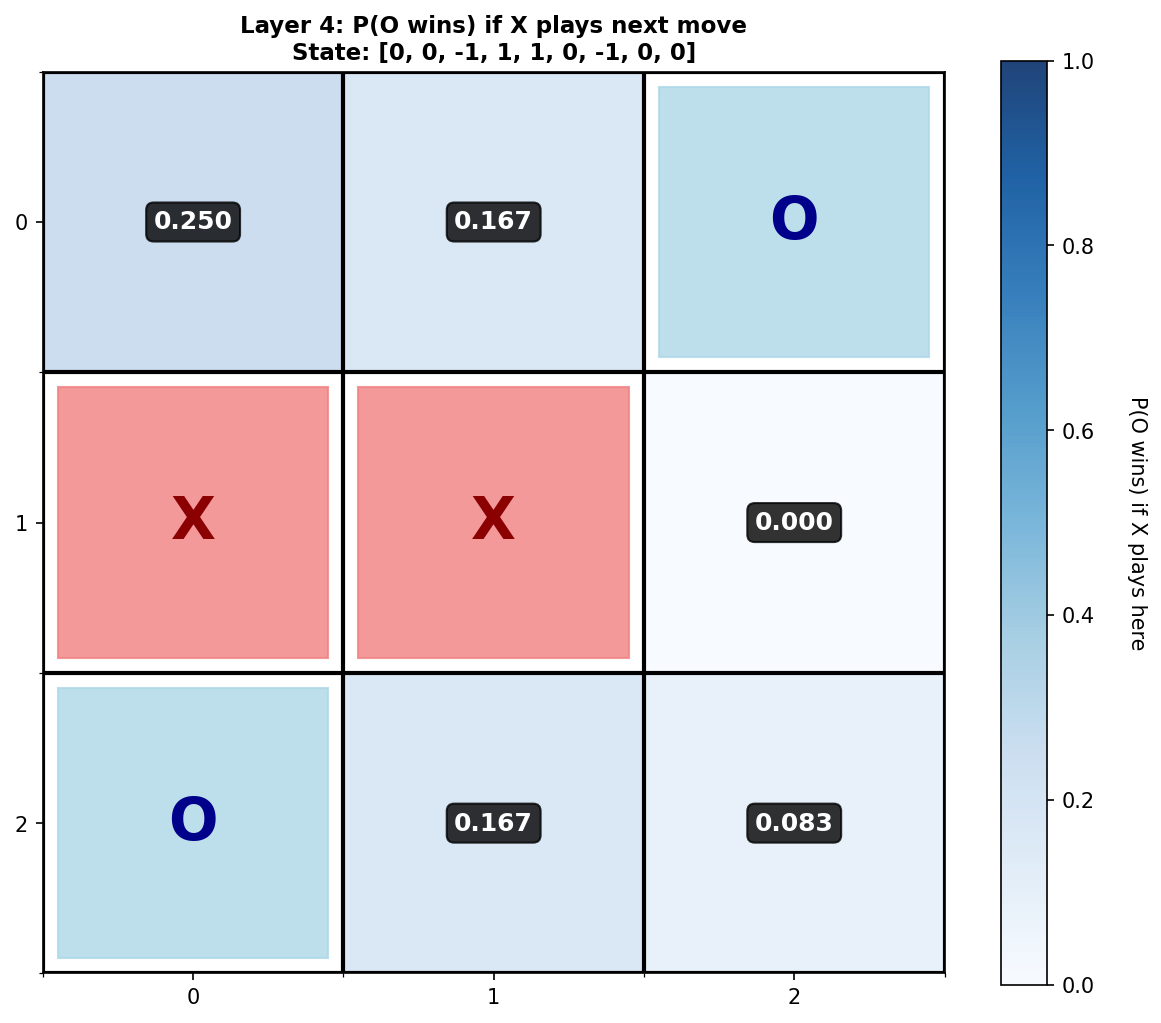 Layer 4: P(O wins) if X plays next move
State: [0, 0, -1, 1, 1, 0, -1, 0, 0]
0.250
0.167
O
X
X
0.000
O
0.167
0.083
0
1
2
0
1
2
1.0
0.8
0.6
0.4
0.2
0.0
P(O wins) if X plays here